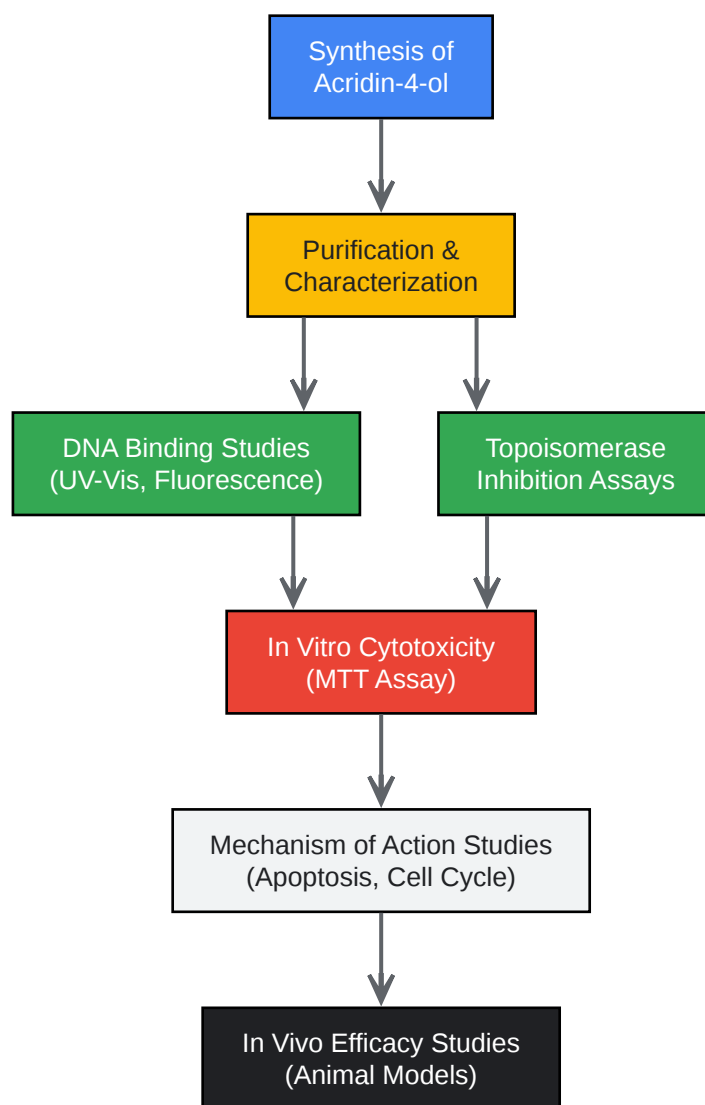 Synthesis of
Acridin-4-ol
Purification &
Characterization
DNA Binding Studies
(UV-Vis, Fluorescence)
Topoisomerase
Inhibition Assays
In Vitro Cytotoxicity
(MTT Assay)
Mechanism of Action Studies
(Apoptosis, Cell Cycle)
In Vivo Efficacy Studies
(Animal Models)